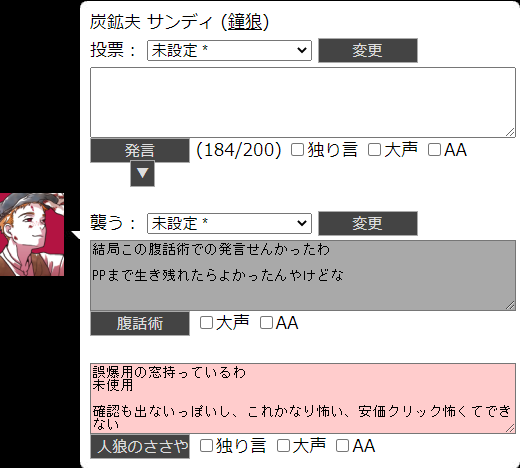 炭鉱夫 サンディ (鐘狼)
投票： 未設定 * 変更
発言 (184/200) 独り言 大声 AA
▼
襲う： 未設定 * 変更
結局この腹話術での発言せんかったわ
PPまで生き残れたらよかったんやけどな
腹話術 大声 AA
誤爆用の窓持っているわ
未使用
確認も出ないっぽいし、これかなり怖い、安価クリック怖くてでき
ない
人狼のささや 独り言 大声 AA